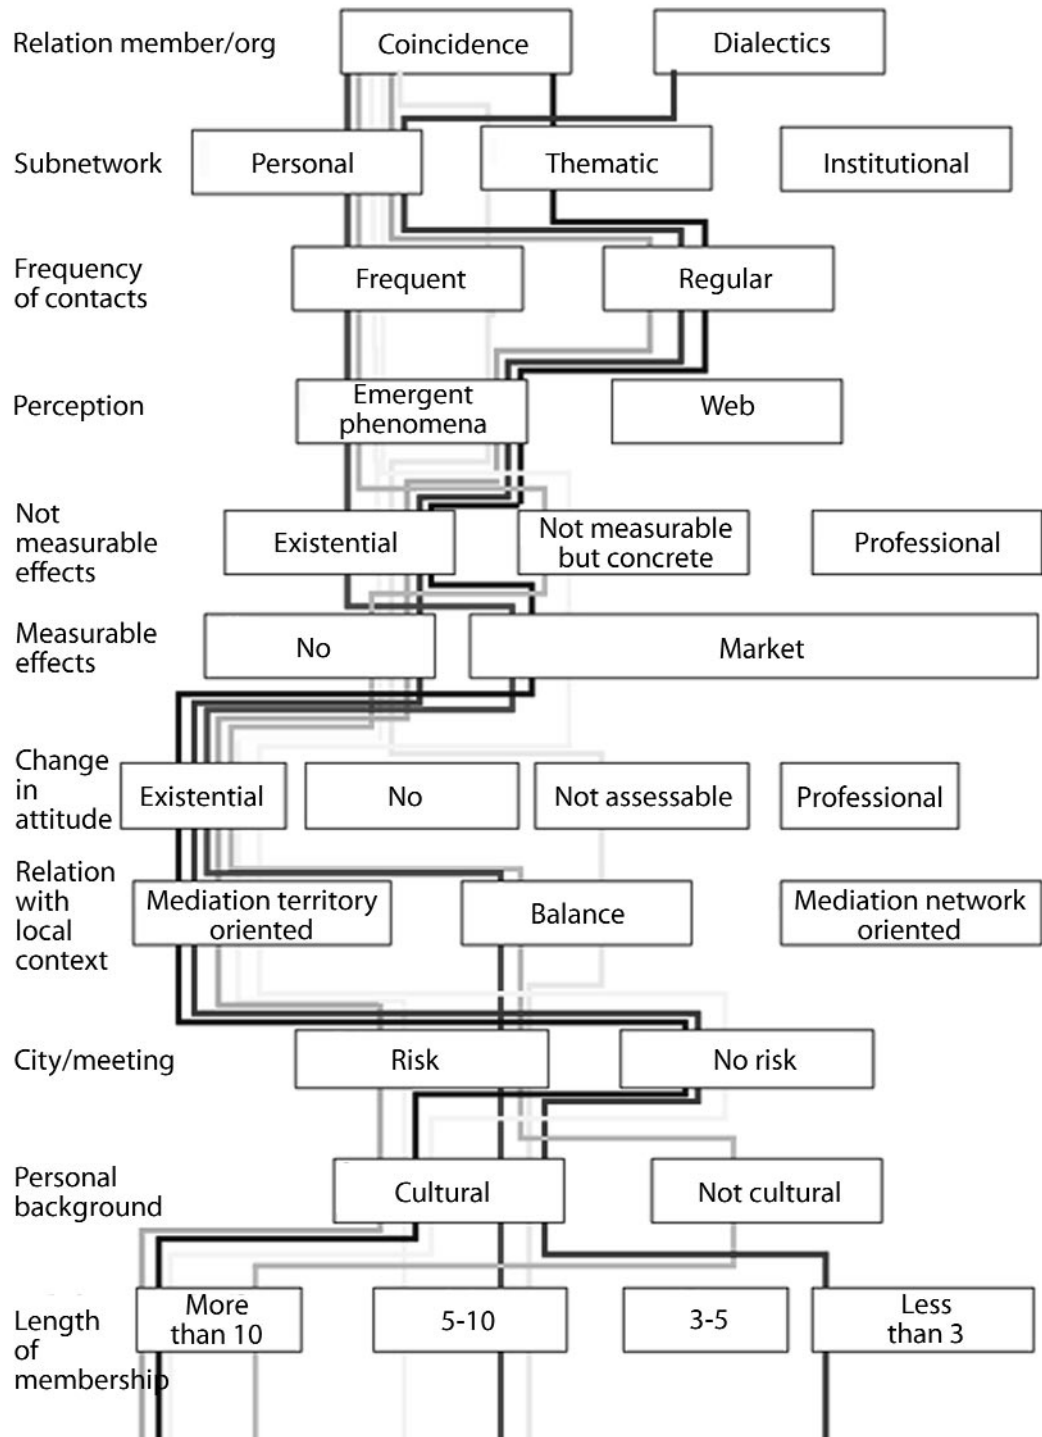 Relation member/org
Coincidence
Dialectics
Subnetwork
Personal
Thematic
Institutional
Frequency
of contacts
Frequent
Regular
Perception
Emergent
phenomena
Web
Not
measurable
effects
Existential
Not measurable
but concrete
Professional
Measurable
effects
No
Market
Change
in
attitude
Existential
No
Not assessable
Professional
Relation
with
local
context
Mediation territory
oriented
Balance
Mediation network
oriented
City/meeting
Risk
No risk
Personal
background
Cultural
Not cultural
Length
of
membership
More
than 10
5-10
3-5
Less
than 3